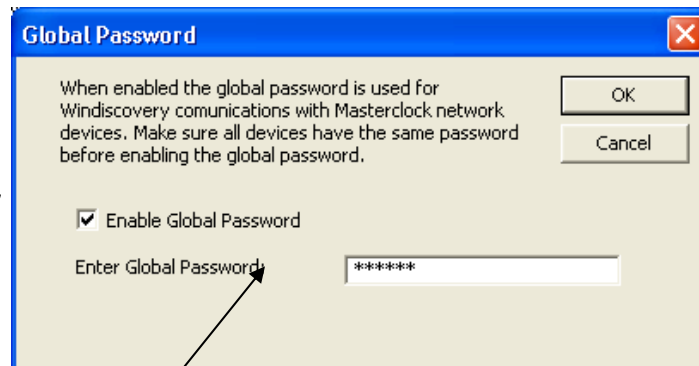 Global Password
When enabled the global password is used for
Windiscovery comunications with Masterclock network
devices. Make sure all devices have the same password
before enabling the global password.
OK
Cancel
Enable Global Password
Enter Global Password:
******